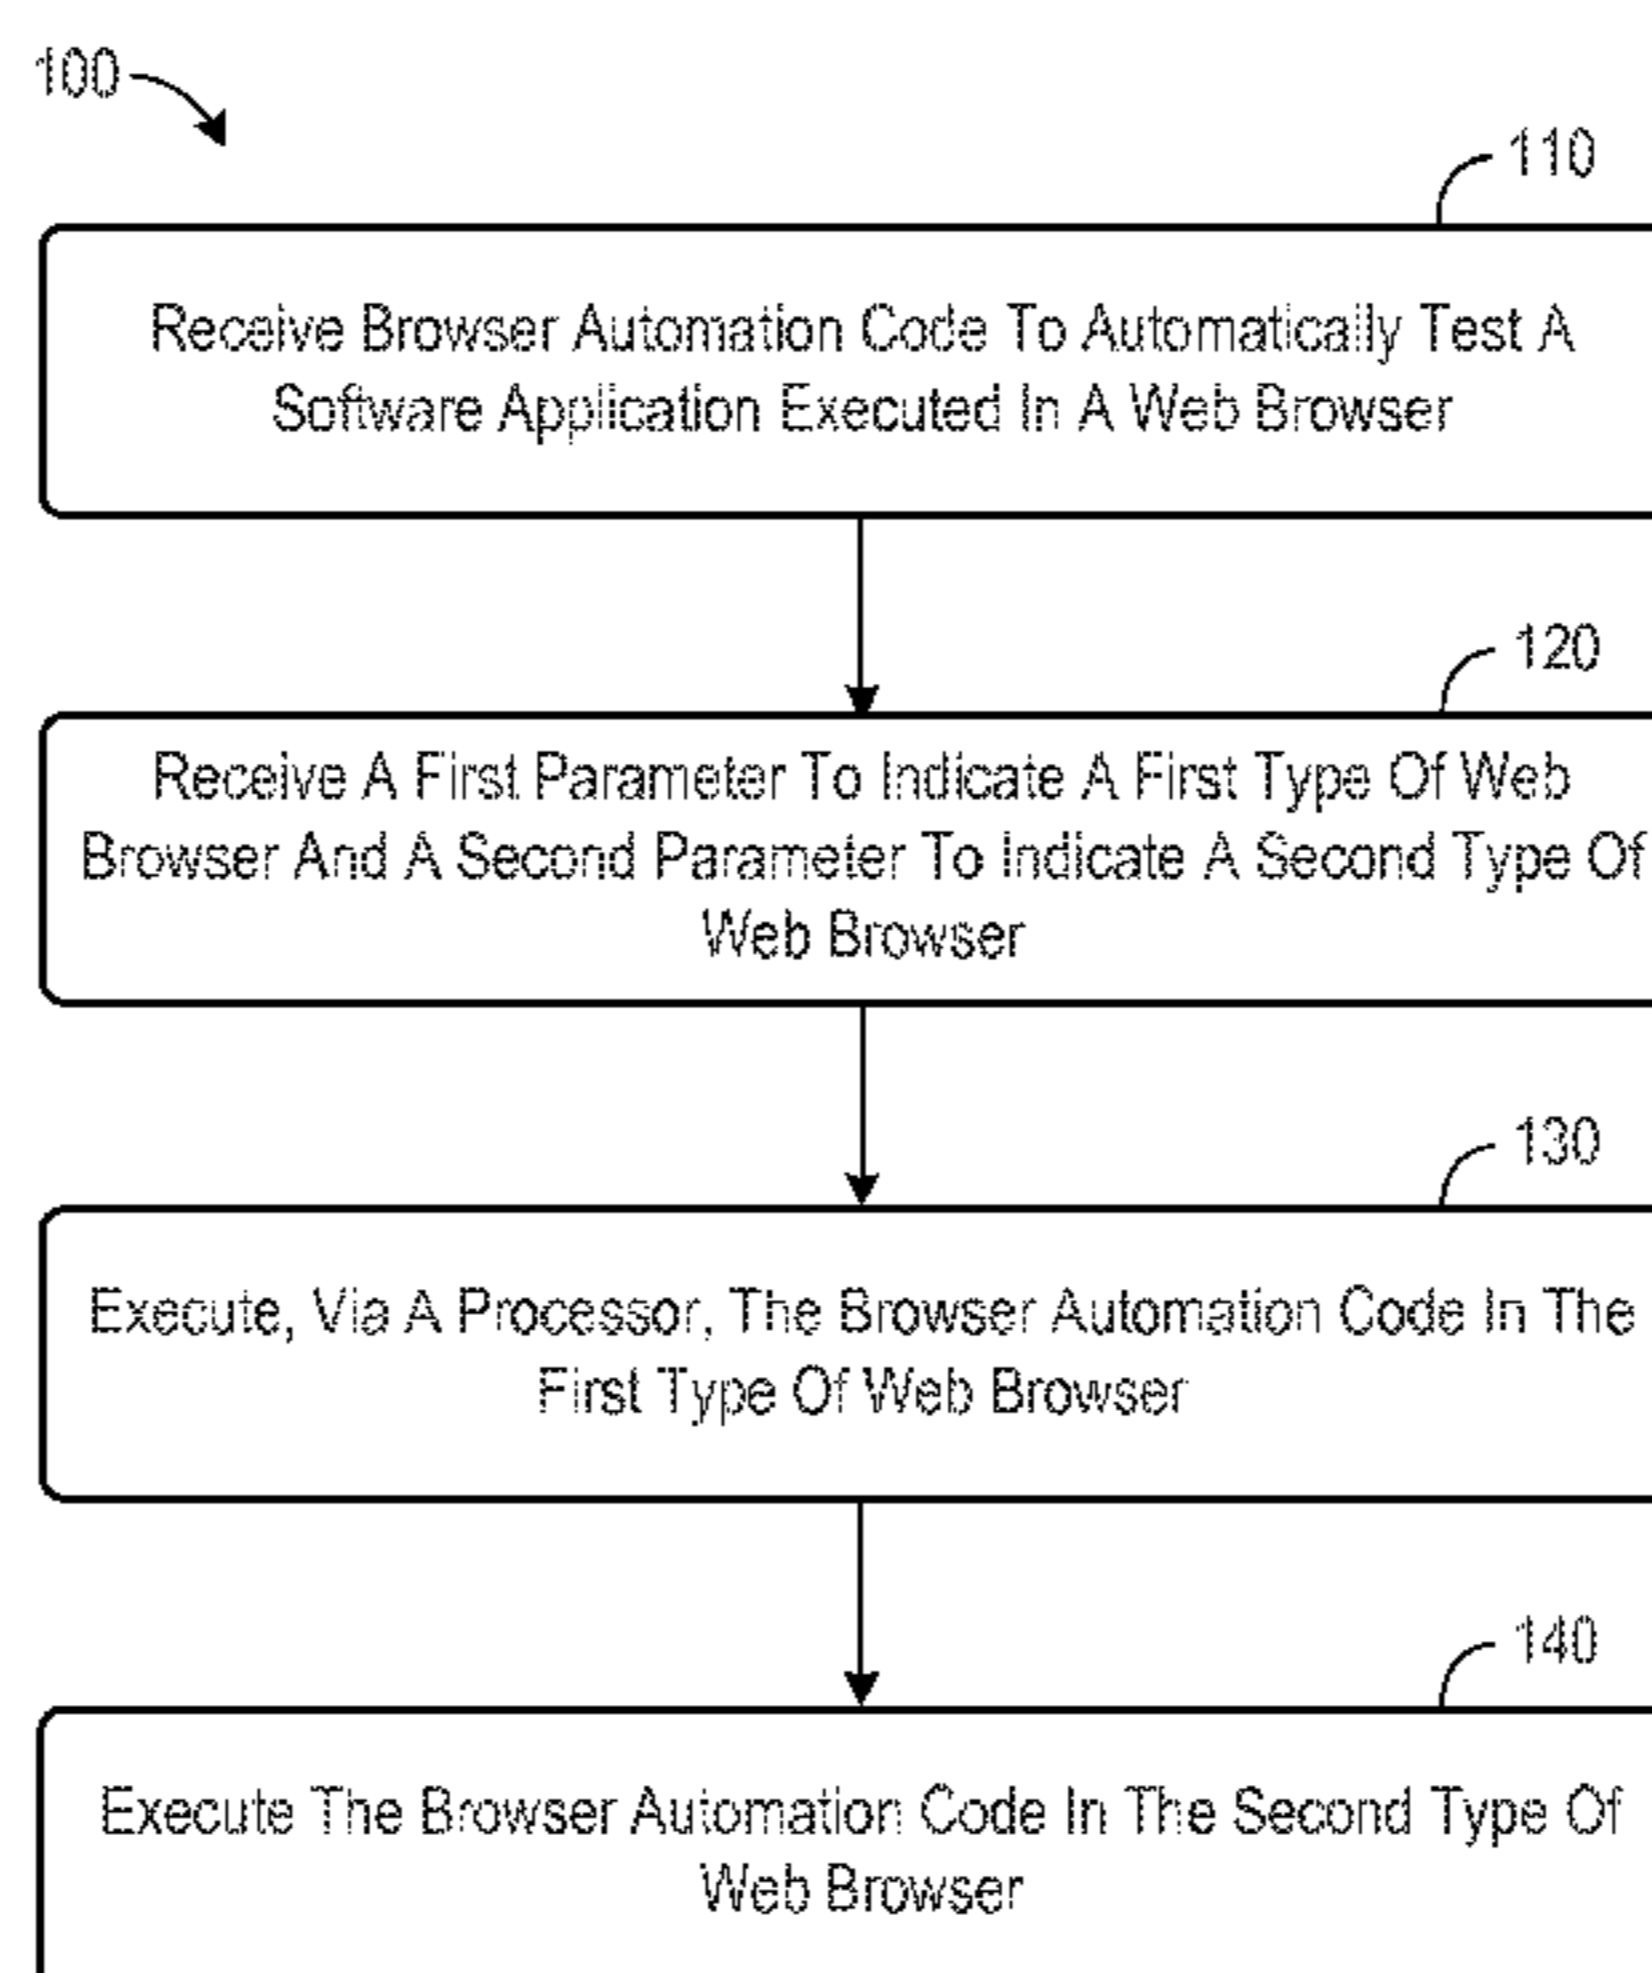 100
110
Receive Browser Automation Code To Automatically Test A
Software Application Executed In A Web Browser
120
Receive A First Parameter To Indicate A First Type Of Web
Browser And A Second Parameter To Indicate A Second Type Of
Web Browser
130
Execute, Via A Processor, The Browser Automation Code In The
First Type Of Web Browser
140
Execute The Browser Automation Code In The Second Type Of
Web Browser